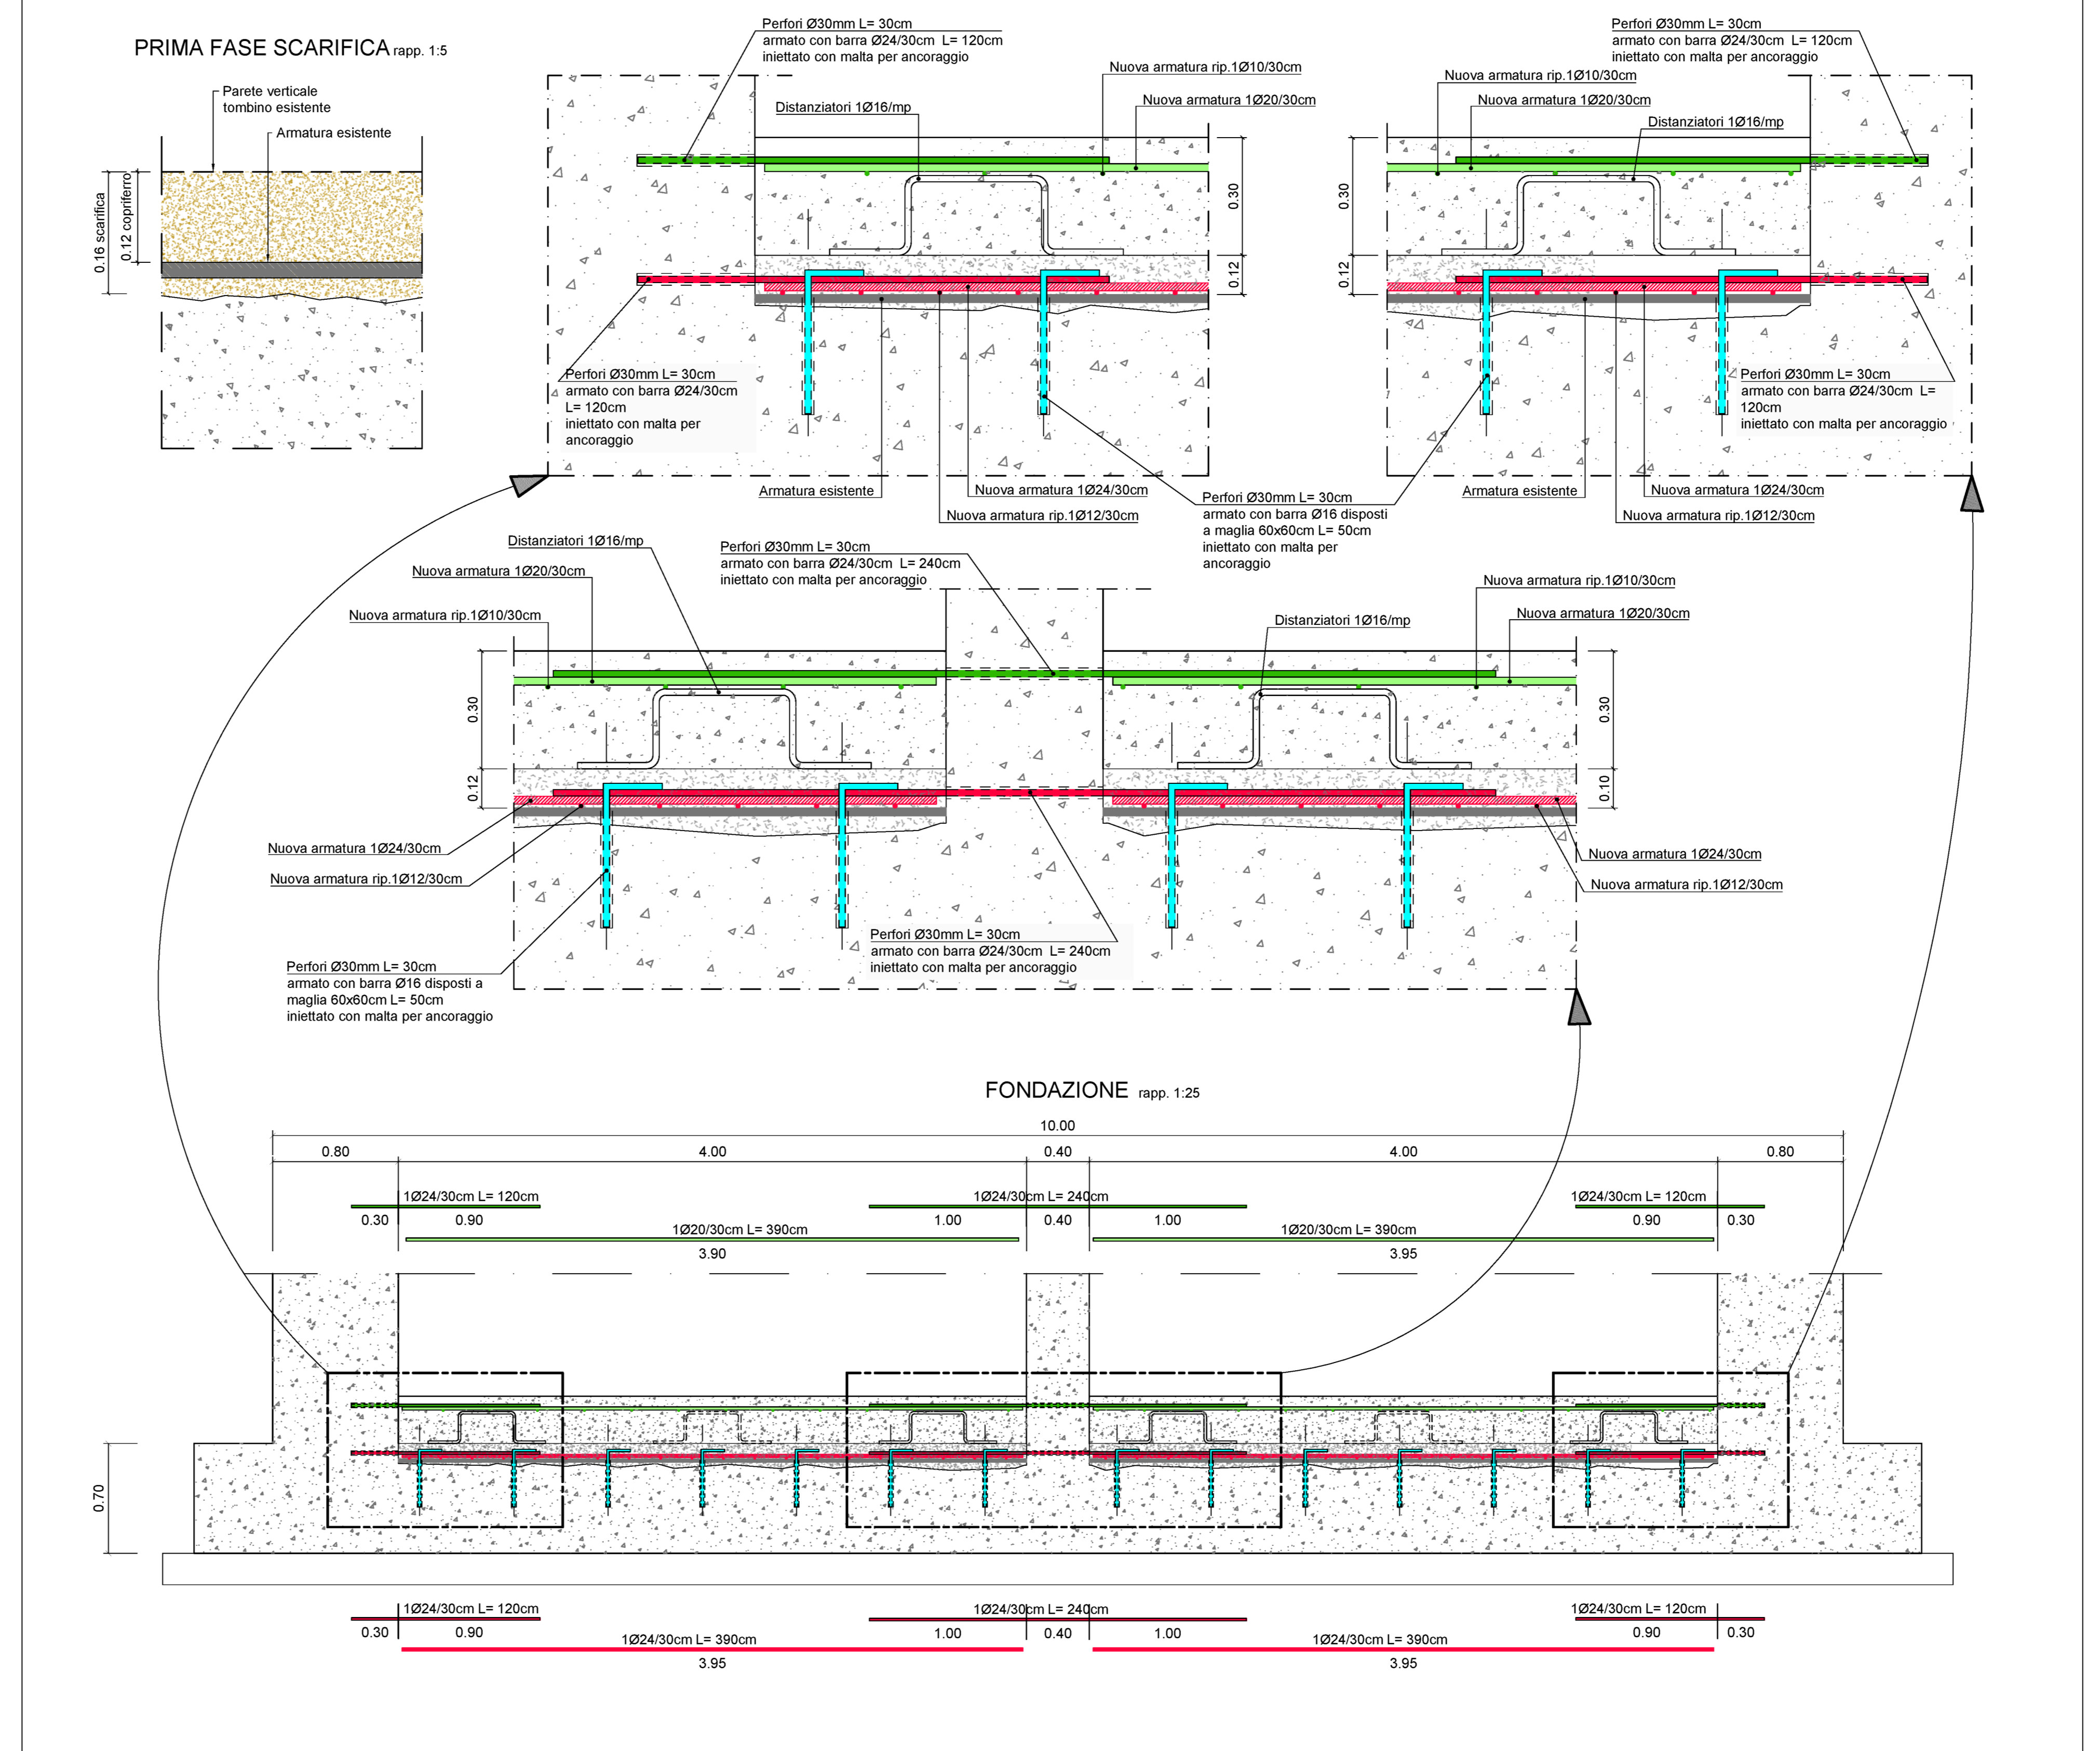 PRIMA FASE SCARIFICA rapp. 1:5
Parete verticale
tombino esistente
Armatura esistente
0.16 scarifica
0.12 copriferro
Perfori Ø30mm L= 30cm
armato con barra Ø24/30cm L= 120cm
iniettato con malta per ancoraggio
Nuova armatura rip.1Ø10/30cm
Distanziatori 1Ø16/mp
Nuova armatura 1Ø20/30cm
0.30
0.12
Perfori Ø30mm L= 30cm
armato con barra Ø24/30cm
L= 120cm
iniettato con malta per
ancoraggio
Armatura esistente
Nuova armatura 1Ø24/30cm
Nuova armatura rip.1Ø12/30cm
Perfori Ø30mm L= 30cm
armato con barra Ø24/30cm L= 120cm
iniettato con malta per ancoraggio
Nuova armatura rip.1Ø10/30cm
Nuova armatura 1Ø20/30cm
Distanziatori 1Ø16/mp
0.30
0.12
Perfori Ø30mm L= 30cm
armato con barra Ø24/30cm L=
120cm
iniettato con malta per ancoraggio
Armatura esistente
Nuova armatura 1Ø24/30cm
Nuova armatura rip.1Ø12/30cm
Perfori Ø30mm L= 30cm
armato con barra Ø16 disposti
a maglia 60x60cm L= 50cm
iniettato con malta per
ancoraggio
Distanziatori 1Ø16/mp
Nuova armatura 1Ø20/30cm
Nuova armatura rip.1Ø10/30cm
Perfori Ø30mm L= 30cm
armato con barra Ø24/30cm L= 240cm
iniettato con malta per ancoraggio
Nuova armatura rip.1Ø10/30cm
Nuova armatura 1Ø20/30cm
Distanziatori 1Ø16/mp
0.30
0.12
0.30
0.10
Nuova armatura 1Ø24/30cm
Nuova armatura rip.1Ø12/30cm
Nuova armatura 1Ø24/30cm
Nuova armatura rip.1Ø12/30cm
Perfori Ø30mm L= 30cm
armato con barra Ø24/30cm L= 240cm
iniettato con malta per ancoraggio
Perfori Ø30mm L= 30cm
armato con barra Ø16 disposti a
maglia 60x60cm L= 50cm
iniettato con malta per ancoraggio
FONDAZIONE rapp. 1:25
10.00
0.80 4.00 0.40 4.00 0.80
1Ø24/30cm L= 120cm 1Ø24/30cm L= 240cm 1Ø24/30cm L= 120cm
0.30 0.90 1.00 0.40 1.00 0.90 0.30
1Ø20/30cm L= 390cm 1Ø20/30cm L= 390cm
3.90 3.95
0.70
1Ø24/30cm L= 120cm 1Ø24/30cm L= 240cm 1Ø24/30cm L= 120cm
0.30 0.90 1.00 0.40 1.00 0.90 0.30
1Ø24/30cm L= 390cm 1Ø24/30cm L= 390cm
3.95 3.95